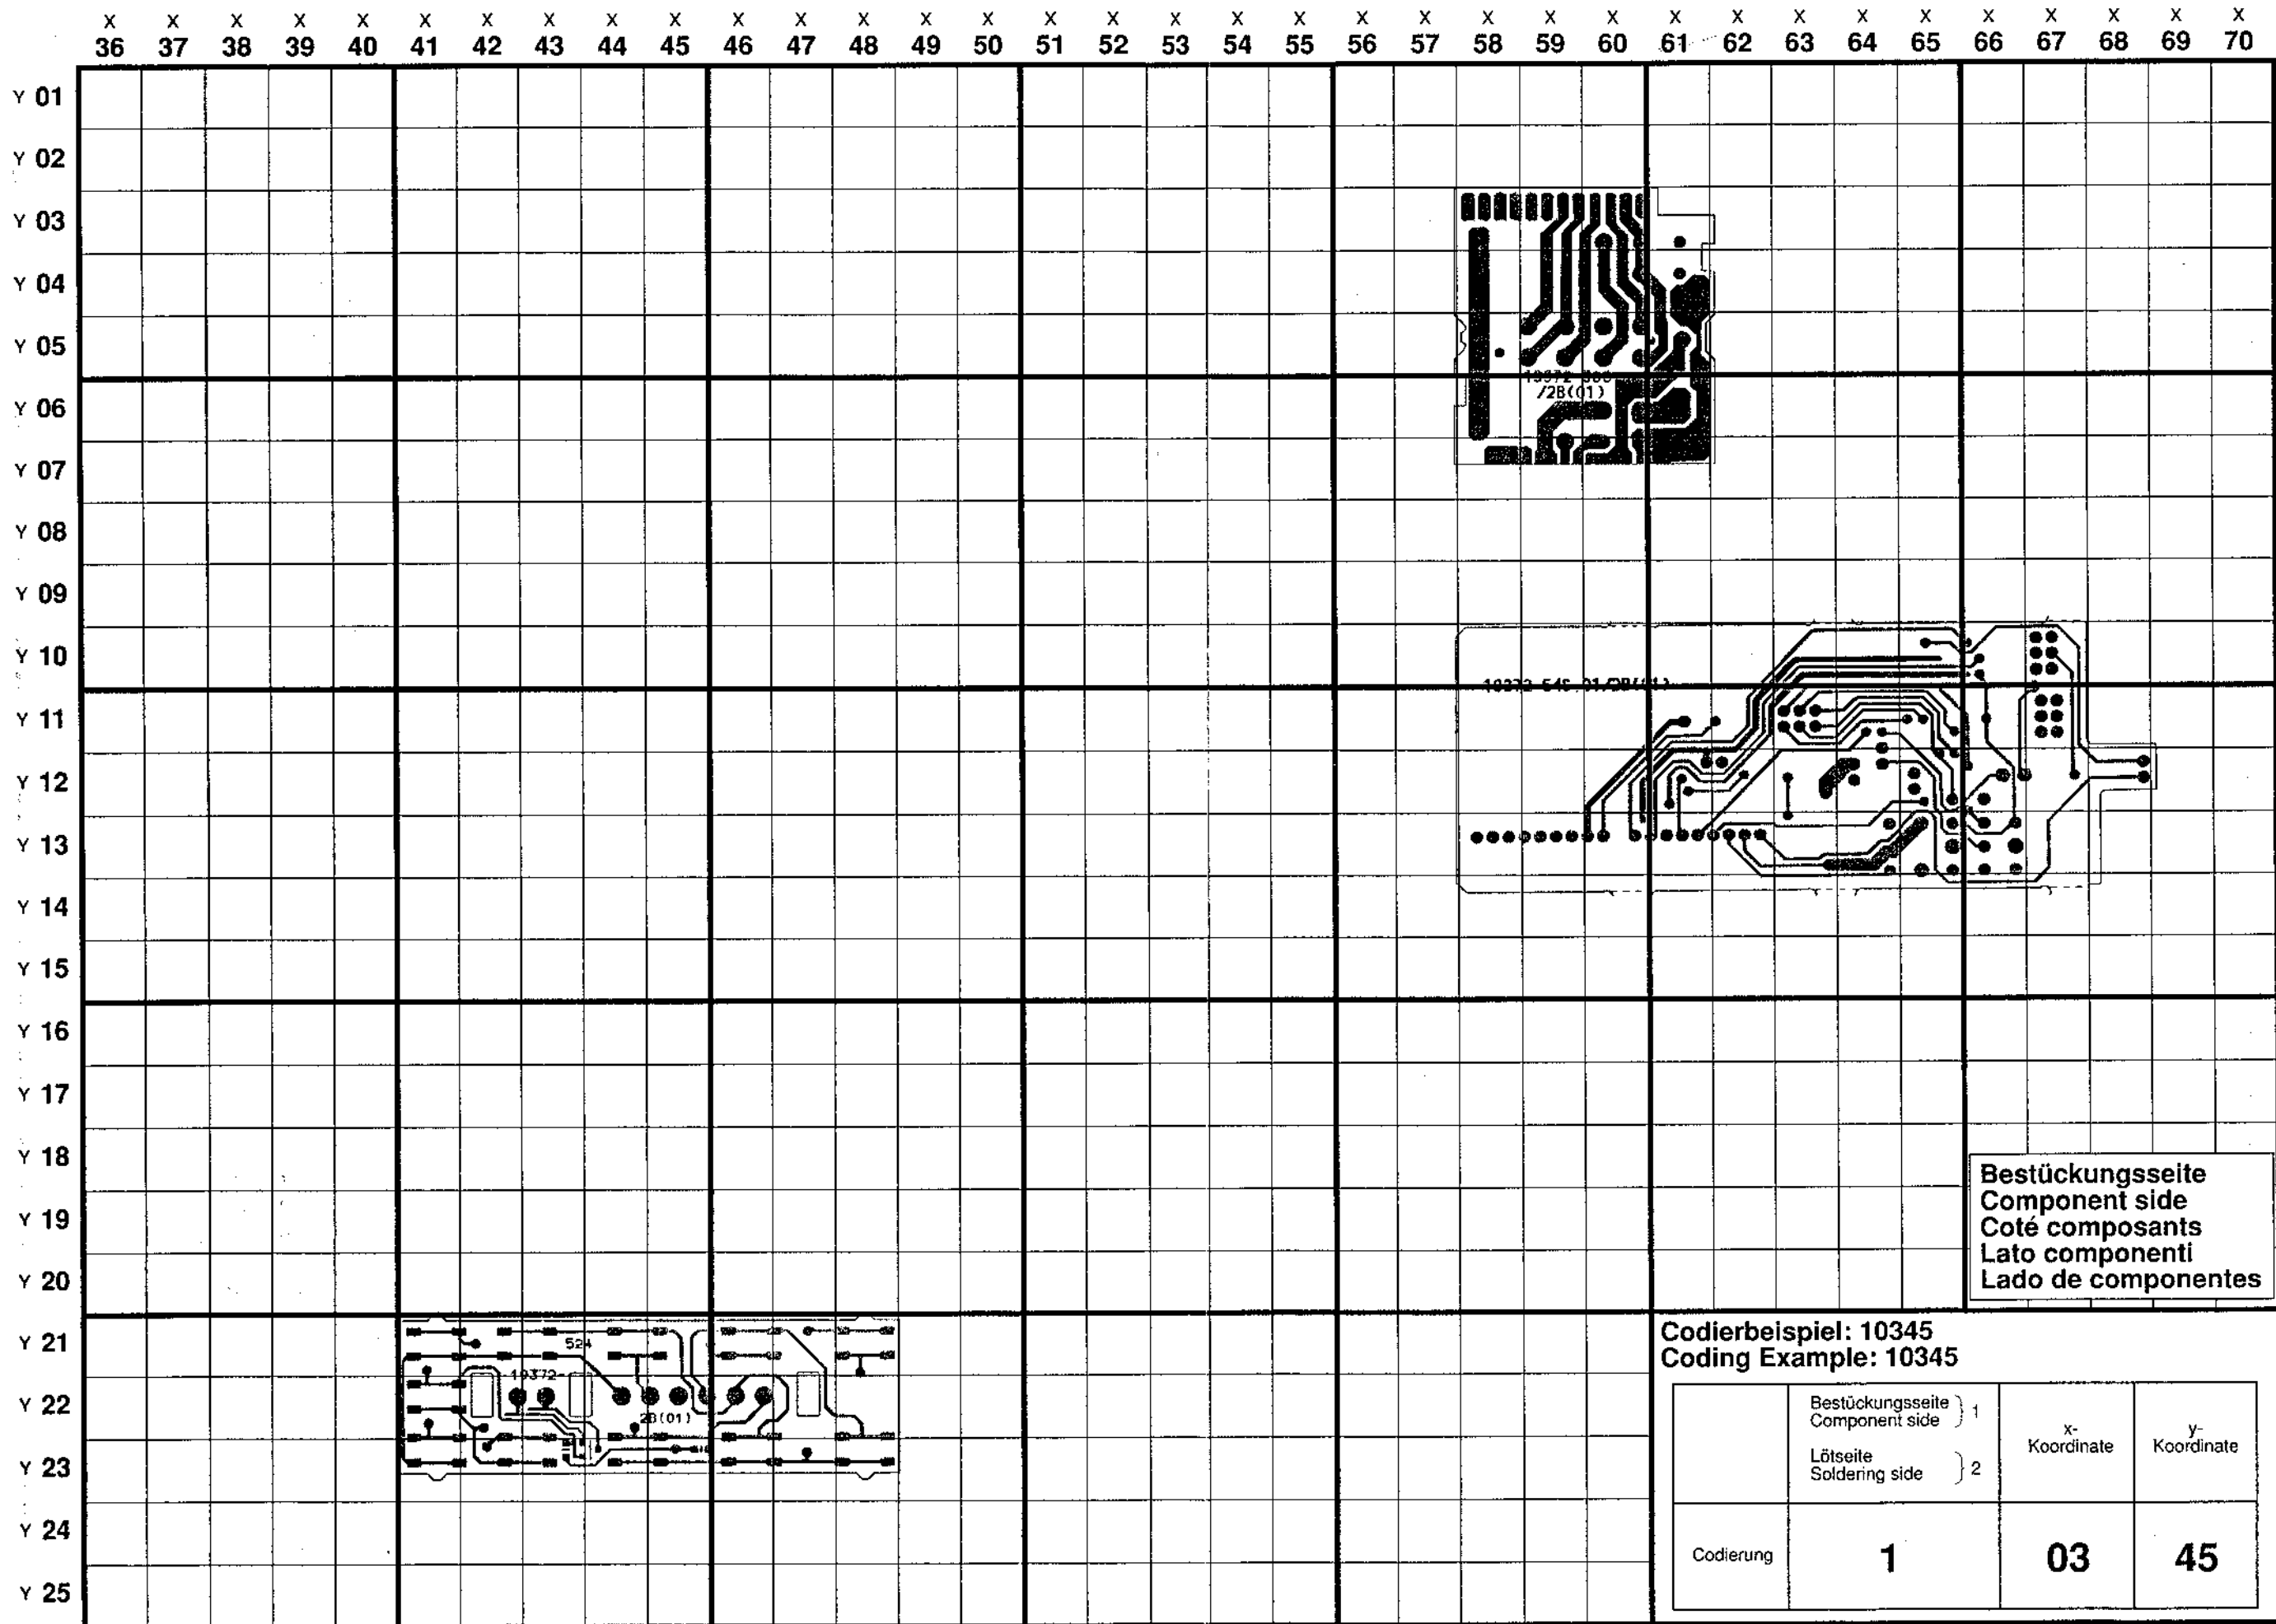 X X X X X X X X X X X X X X X X X X X X X X X X X X X X X X X X X X X
36 37 38 39 40 41 42 43 44 45 46 47 48 49 50 51 52 53 54 55 56 57 58 59 60 61 62 63 64 65 66 67 68 69 70
Y 01
Y 02
Y 03
Y 04
Y 05
/2B(01)
Y 06
Y 07
Y 08
Y 09
Y 10
Y 11
Y 12
Y 13
Y 14
Y 15
Y 16
Y 17
Y 18
Y 19
Y 20
Bestückungsseite
Component side
Coté composants
Lato componenti
Lado de componentes
Y 21
524
19372-
Y 22
2B(01)
Y 23
Y 24
Y 25
Codierbeispiel: 10345
Coding Example: 10345
Bestückungsseite
Component side } 1
Lötseite
Soldering side } 2
x-
Koordinate
y-
Koordinate
Codierung 1 03 45